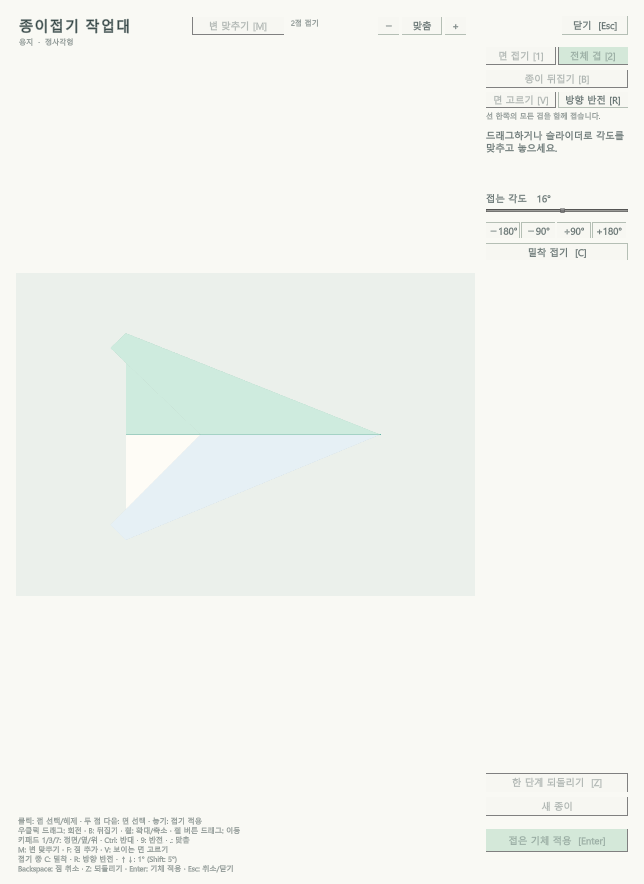 종이접기 작업대
용지 · 정사각형
변 맞추기 [M]
2점 접기
− 맞춤 +
닫기 [Esc]
면 접기 [1] 전체 겹 [2]
종이 뒤집기 [B]
면 고르기 [V] 방향 반전 [R]
선 한쪽의 모든 겹을 함께 접습니다.
드래그하거나 슬라이더로 각도를
맞추고 놓으세요.
접는 각도 16°
−180° −90° +90° +180°
밀착 접기 [C]
한 단계 되돌리기 [Z]
새 종이
접은 기체 적용 [Enter]
클릭: 점 선택/해제 · 두 점 다음: 면 선택 · 놓기: 접기 적용
우클릭 드래그: 회전 · B: 뒤집기 · 휠: 확대/축소 · 휠 버튼 드래그: 이동
키패드 1/3/7: 정면/옆/위 · Ctrl: 반대 · 9: 반전 · .: 맞춤
M: 변 맞추기 · F: 점 추가 · V: 보이는 면 고르기
접기 중 C: 밀착 · R: 방향 반전 · ↑ ↓: 1° (Shift: 5°)
Backspace: 점 취소 · Z: 되돌리기 · Enter: 기체 적용 · Esc: 취소/닫기